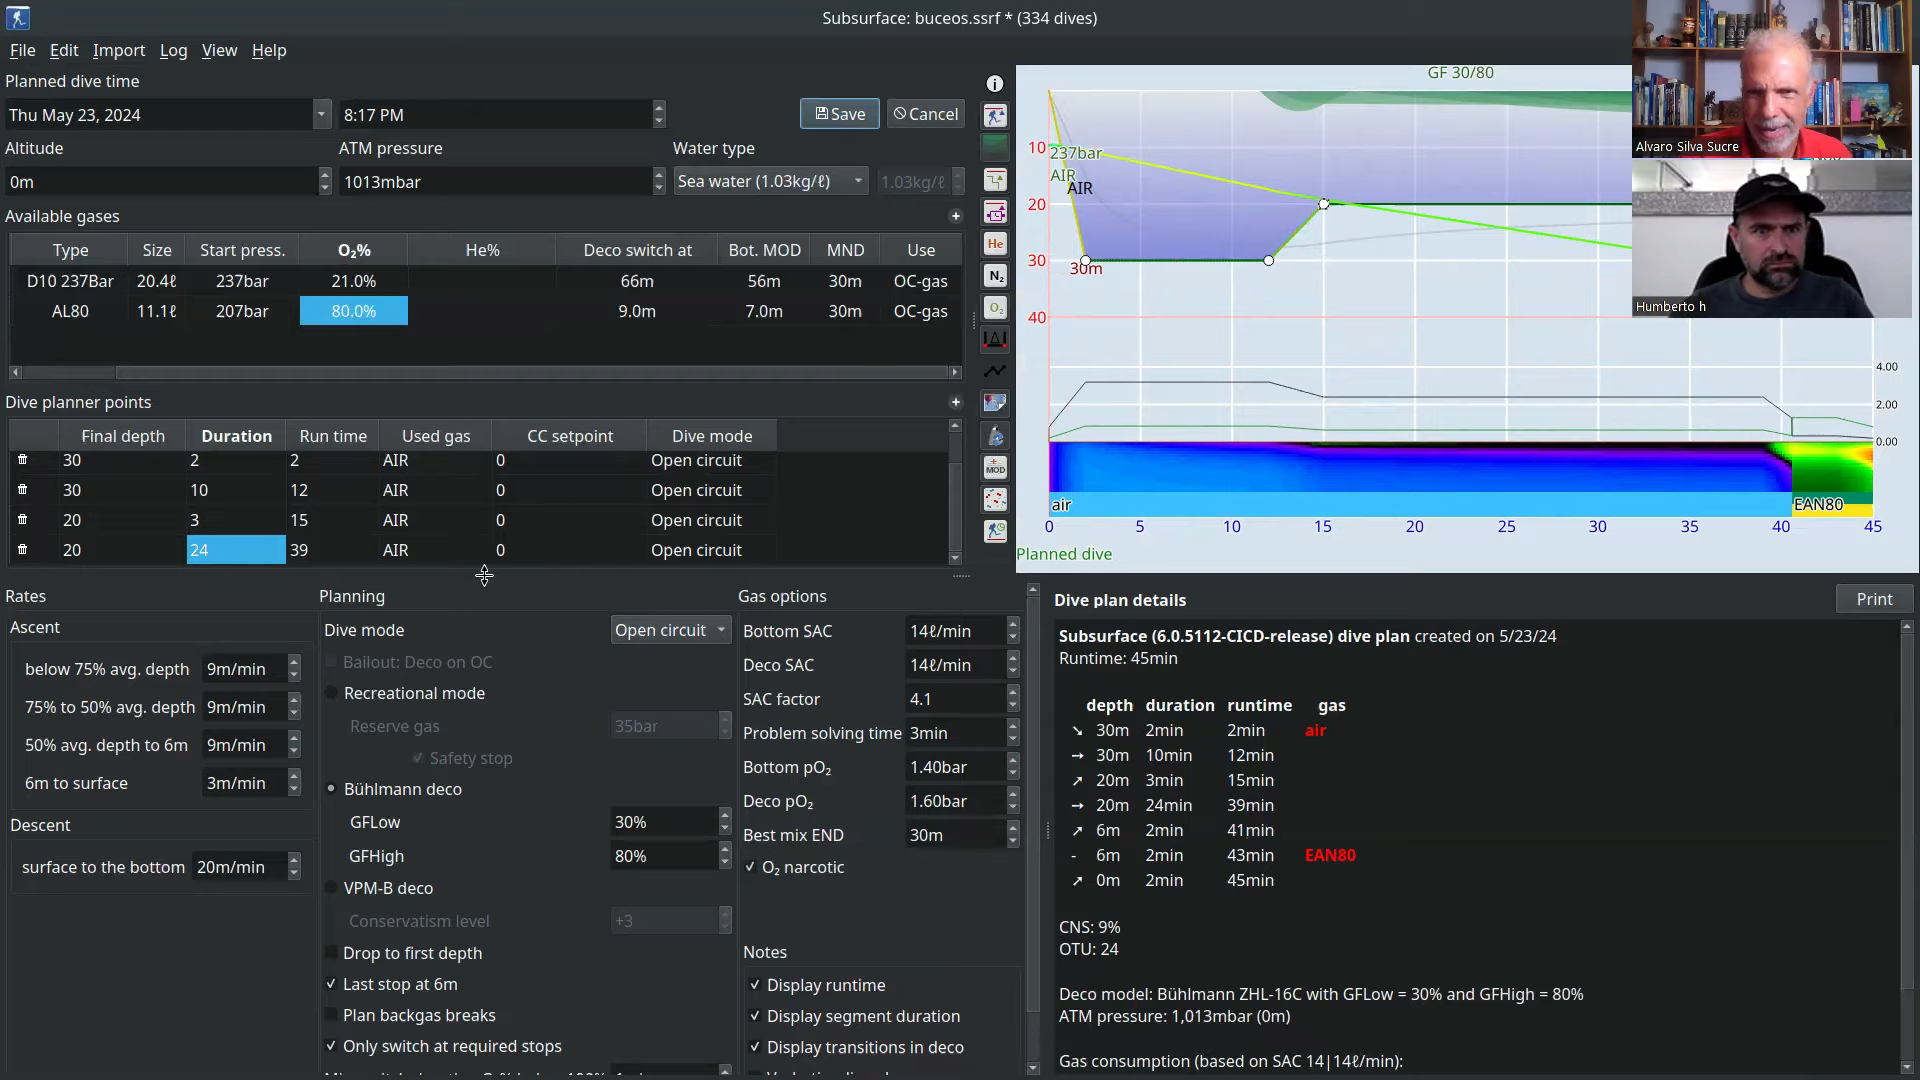 Subsurface: buceos.ssrf * (334 dives)
File Edit Import Log View Help
Planned dive time
Thu May 23, 2024 8:17 PM Save Cancel
Altitude ATM pressure Water type
0m 1013mbar Sea water (1.03kg/ℓ) 1.03kg/ℓ
Available gases
Type Size Start press. O₂% He% Deco switch at Bot. MOD MND Use
D10 237Bar 20.4ℓ 237bar 21.0% 66m 56m 30m OC-gas
AL80 11.1ℓ 207bar 80.0% 9.0m 7.0m 30m OC-gas
Dive planner points
Final depth Duration Run time Used gas CC setpoint Dive mode
30 2 2 AIR 0 Open circuit
30 10 12 AIR 0 Open circuit
20 3 15 AIR 0 Open circuit
20 24 39 AIR 0 Open circuit
He
N₂
O₂
MOD
GF 30/80
10
237bar
AIR
AIR
20
30
30m
40
4.00
2.00
0.00
air EAN80
0 5 10 15 20 25 30 35 40 45
Planned dive
Alvaro Silva Sucre
Humberto h
Rates
Ascent
below 75% avg. depth 9m/min
75% to 50% avg. depth 9m/min
50% avg. depth to 6m 9m/min
6m to surface 3m/min
Descent
surface to the bottom 20m/min
Planning
Dive mode Open circuit
Bailout: Deco on OC
Recreational mode
Reserve gas 35bar
Safety stop
Bühlmann deco
GFLow 30%
GFHigh 80%
VPM-B deco
Conservatism level +3
Drop to first depth
Last stop at 6m
Plan backgas breaks
Only switch at required stops
Gas options
Bottom SAC 14ℓ/min
Deco SAC 14ℓ/min
SAC factor 4.1
Problem solving time 3min
Bottom pO₂ 1.40bar
Deco pO₂ 1.60bar
Best mix END 30m
O₂ narcotic
Notes
Display runtime
Display segment duration
Display transitions in deco
Dive plan details Print
Subsurface (6.0.5112-CICD-release) dive plan created on 5/23/24
Runtime: 45min
depth duration runtime gas
➘ 30m 2min 2min air
➙ 30m 10min 12min
➚ 20m 3min 15min
➙ 20m 24min 39min
➚ 6m 2min 41min
- 6m 2min 43min EAN80
➚ 0m 2min 45min
CNS: 9%
OTU: 24
Deco model: Bühlmann ZHL-16C with GFLow = 30% and GFHigh = 80%
ATM pressure: 1,013mbar (0m)
Gas consumption (based on SAC 14|14ℓ/min):